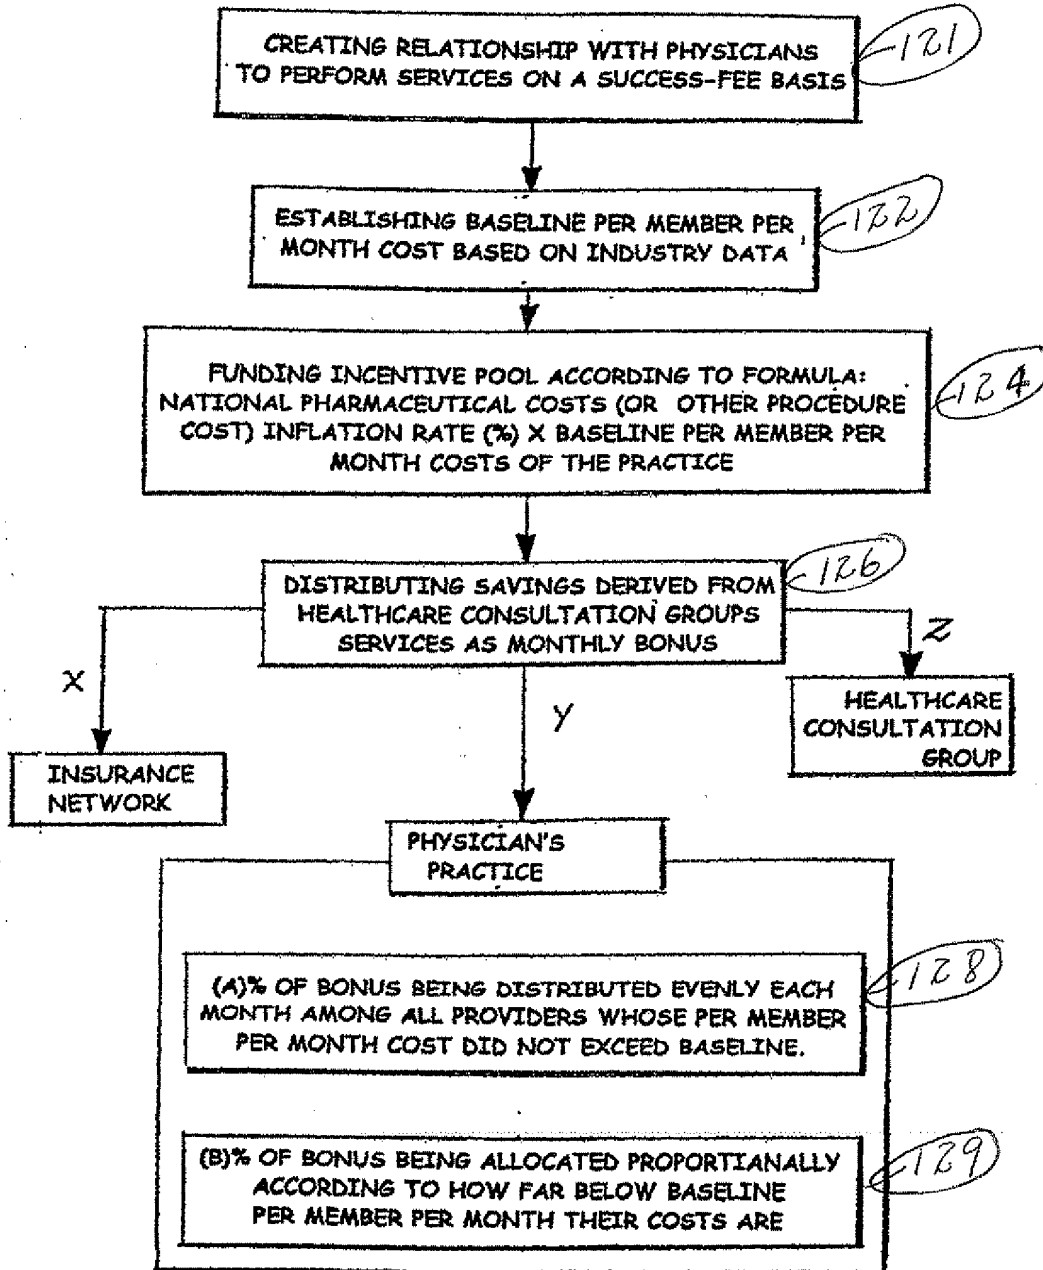 CREATING RELATIONSHIP WITH PHYSICIANS
TO PERFORM SERVICES ON A SUCCESS-FEE BASIS
121
ESTABLISHING BASELINE PER MEMBER PER
MONTH COST BASED ON INDUSTRY DATA
122
FUNDING INCENTIVE POOL ACCORDING TO FORMULA:
NATIONAL PHARMACEUTICAL COSTS (OR OTHER PROCEDURE
COST) INFLATION RATE (%) X BASELINE PER MEMBER PER
MONTH COSTS OF THE PRACTICE
124
DISTRIBUTING SAVINGS DERIVED FROM
HEALTHCARE CONSULTATION GROUPS
SERVICES AS MONTHLY BONUS
126
X
Y
Z
INSURANCE
NETWORK
HEALTHCARE
CONSULTATION
GROUP
PHYSICIAN'S
PRACTICE
(A)% OF BONUS BEING DISTRIBUTED EVENLY EACH
MONTH AMONG ALL PROVIDERS WHOSE PER MEMBER
PER MONTH COST DID NOT EXCEED BASELINE.
128
(B)% OF BONUS BEING ALLOCATED PROPORTIANALLY
ACCORDING TO HOW FAR BELOW BASELINE
PER MEMBER PER MONTH THEIR COSTS ARE
129